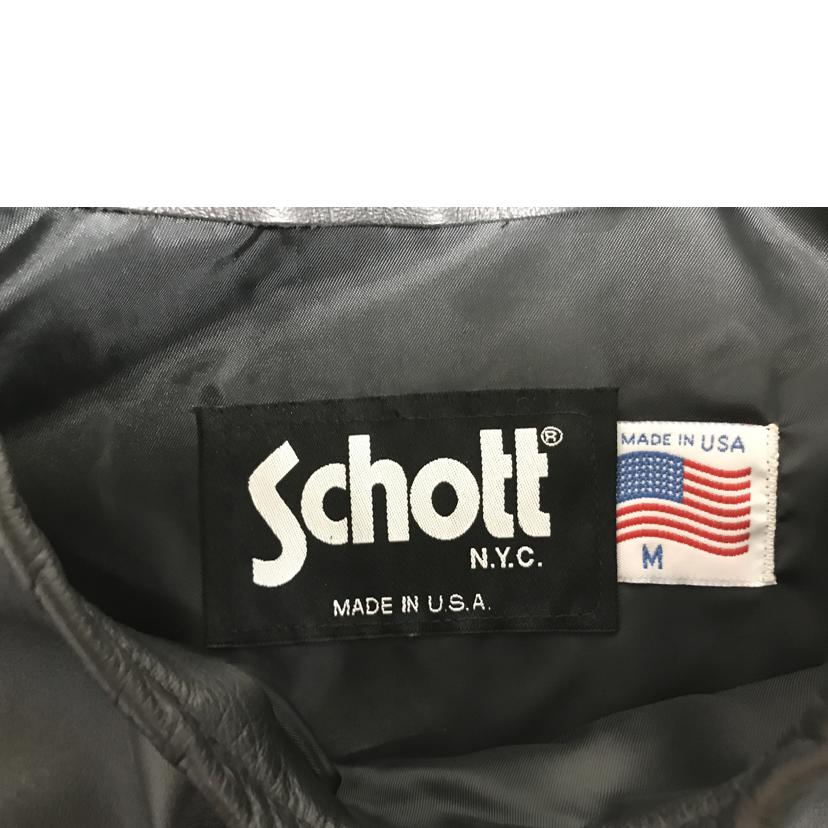 Schott®
N.Y.C.
MADE IN U.S.A.
MADE IN USA
M